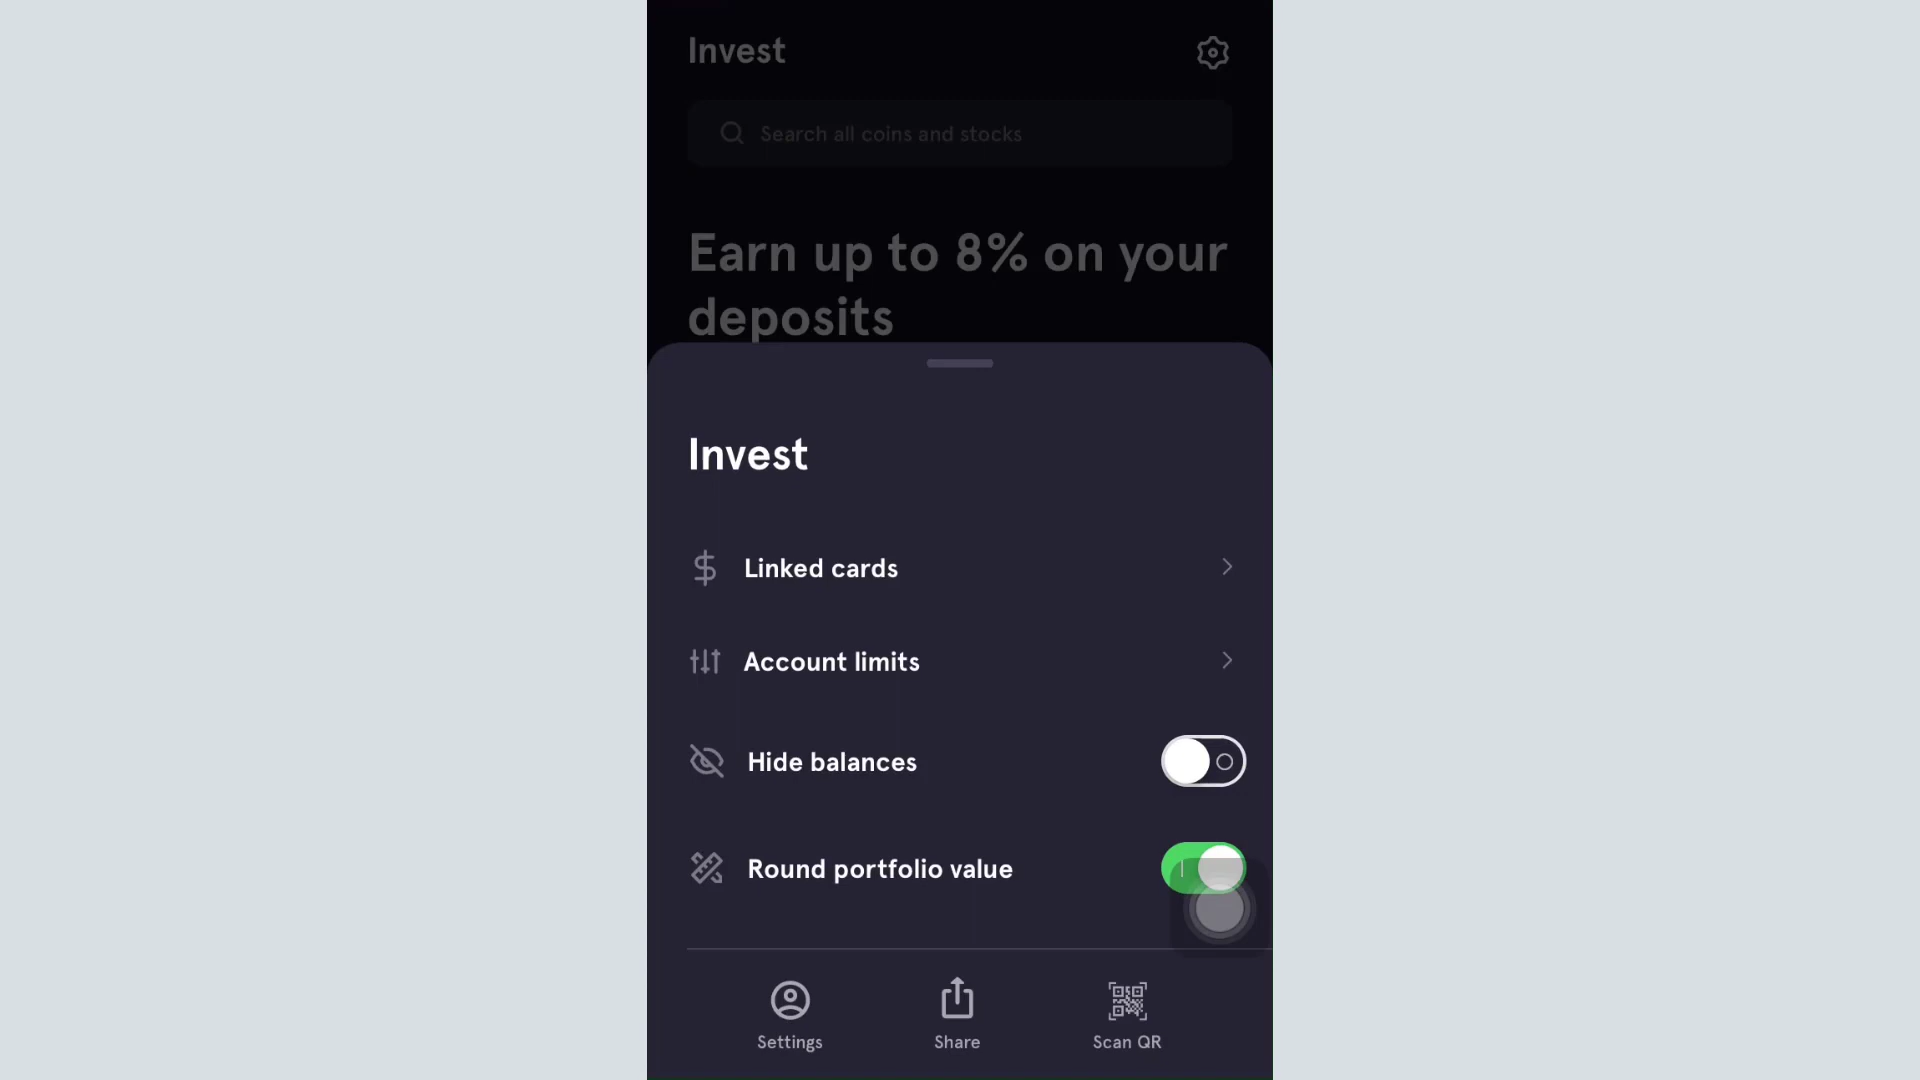 Invest
Search all coins and stocks
Earn up to 8% on your
deposits
Invest
Linked cards
Account limits
Hide balances
Round portfolio value
Settings
Share
Scan QR